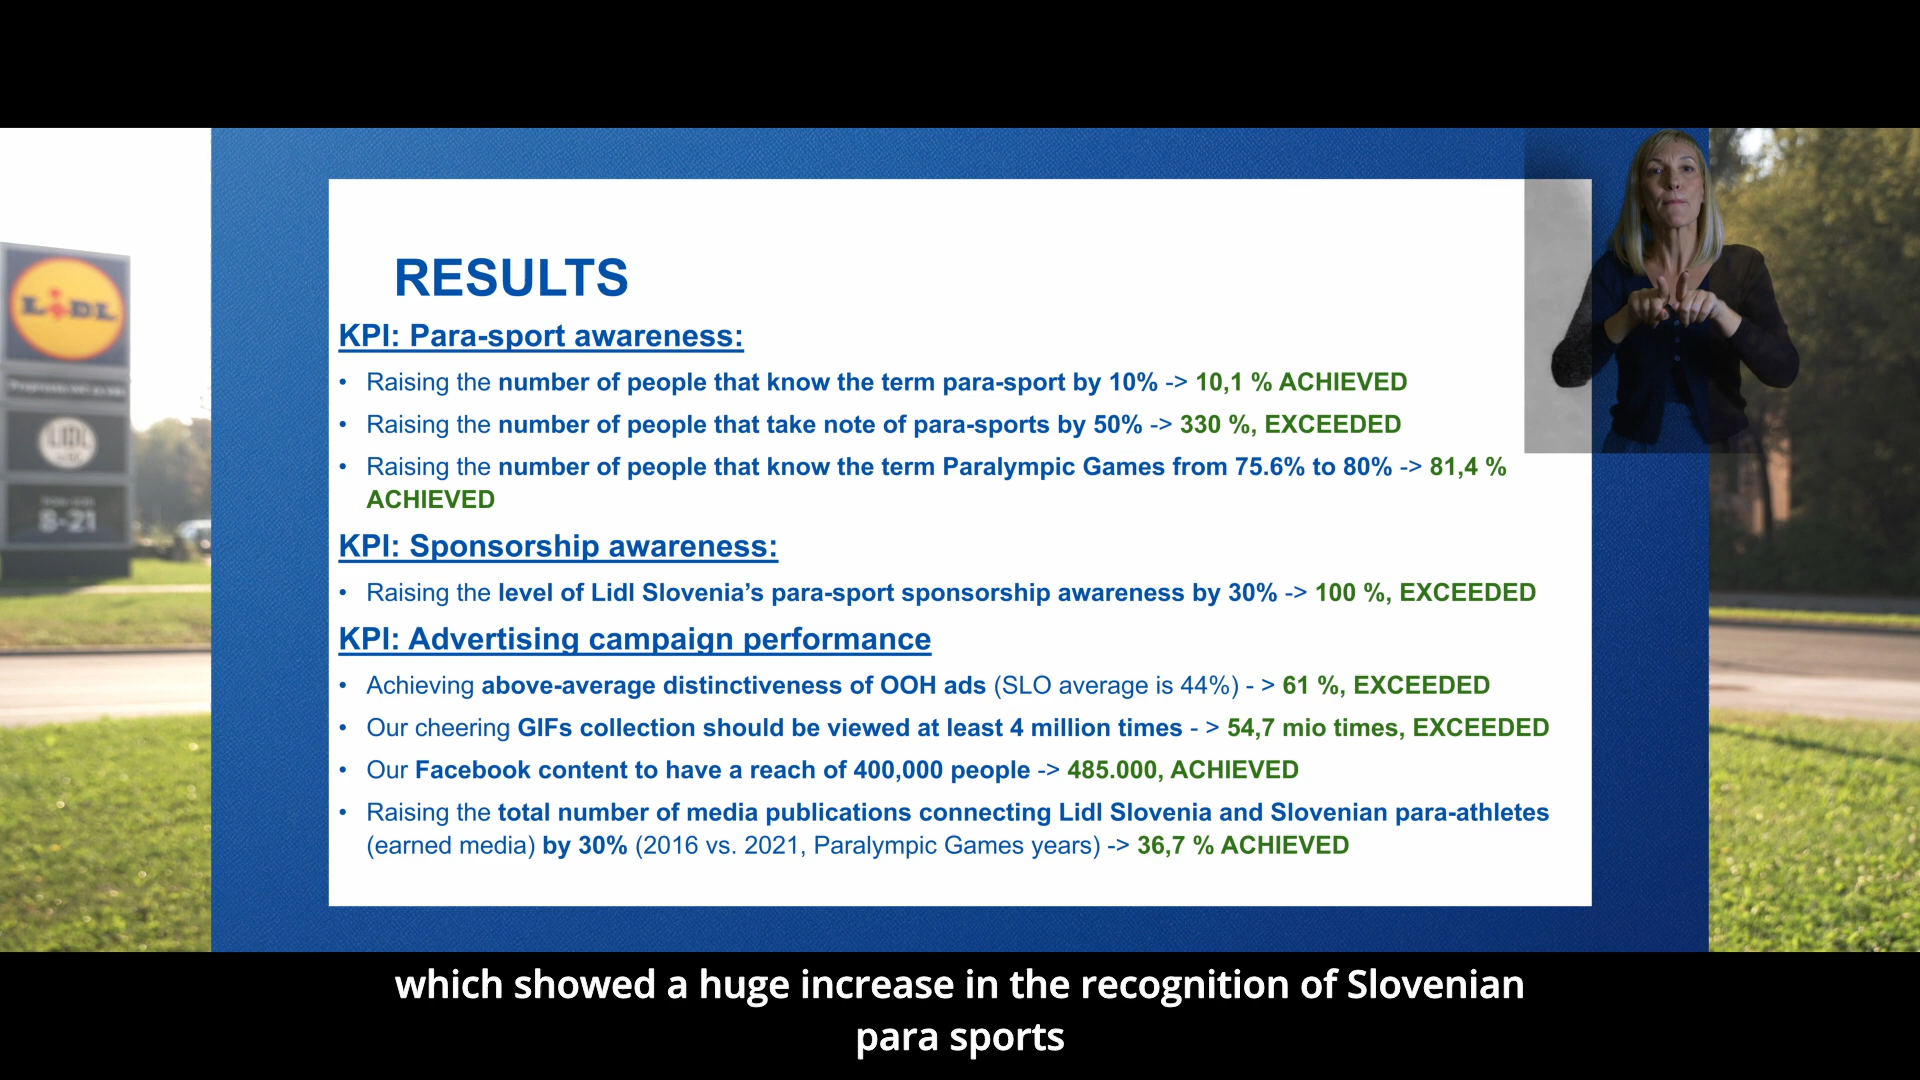 LIDL
LIDL
8-21
RESULTS
KPI: Para-sport awareness:
• Raising the number of people that know the term para-sport by 10% -> 10,1 % ACHIEVED
• Raising the number of people that take note of para-sports by 50% -> 330 %, EXCEEDED
• Raising the number of people that know the term Paralympic Games from 75.6% to 80% -> 81,4 %
ACHIEVED
KPI: Sponsorship awareness:
• Raising the level of Lidl Slovenia’s para-sport sponsorship awareness by 30% -> 100 %, EXCEEDED
KPI: Advertising campaign performance
• Achieving above-average distinctiveness of OOH ads (SLO average is 44%) - > 61 %, EXCEEDED
• Our cheering GIFs collection should be viewed at least 4 million times - > 54,7 mio times, EXCEEDED
• Our Facebook content to have a reach of 400,000 people -> 485.000, ACHIEVED
• Raising the total number of media publications connecting Lidl Slovenia and Slovenian para-athletes
(earned media) by 30% (2016 vs. 2021, Paralympic Games years) -> 36,7 % ACHIEVED
which showed a huge increase in the recognition of Slovenian
para sports